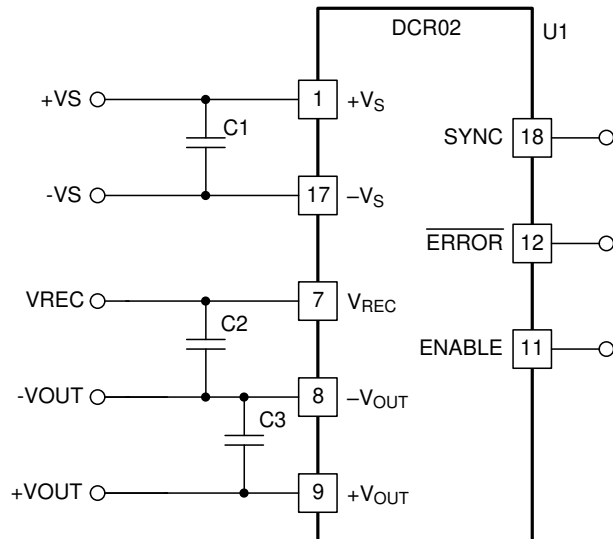 DCR02
U1
+VS
1
+VS
C1
SYNC
18
-VS
17
–VS
ERROR
12
VREC
7
VREC
C2
ENABLE
11
-VOUT
8
–VOUT
C3
+VOUT
9
+VOUT